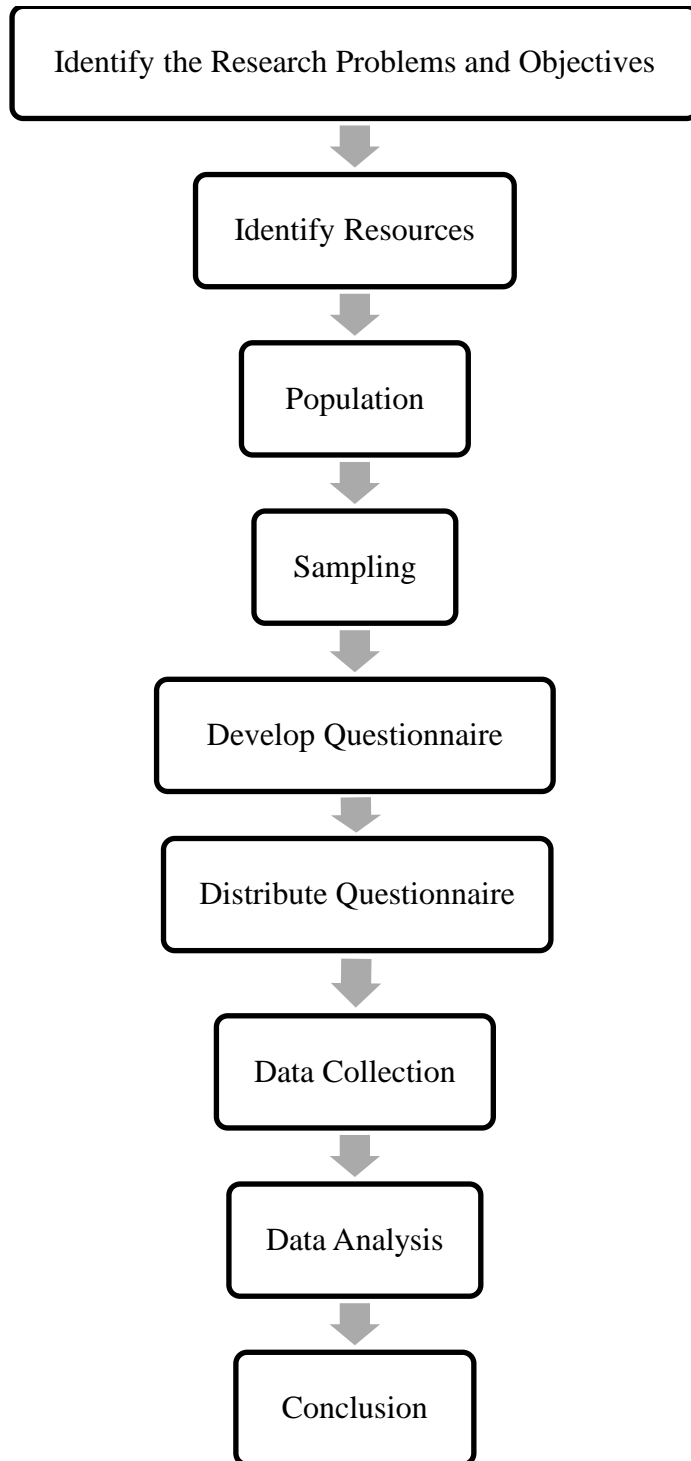 Identify the Research Problems and Objectives
Identify Resources
Population
Sampling
Develop Questionnaire
Distribute Questionnaire
Data Collection
Data Analysis
Conclusion